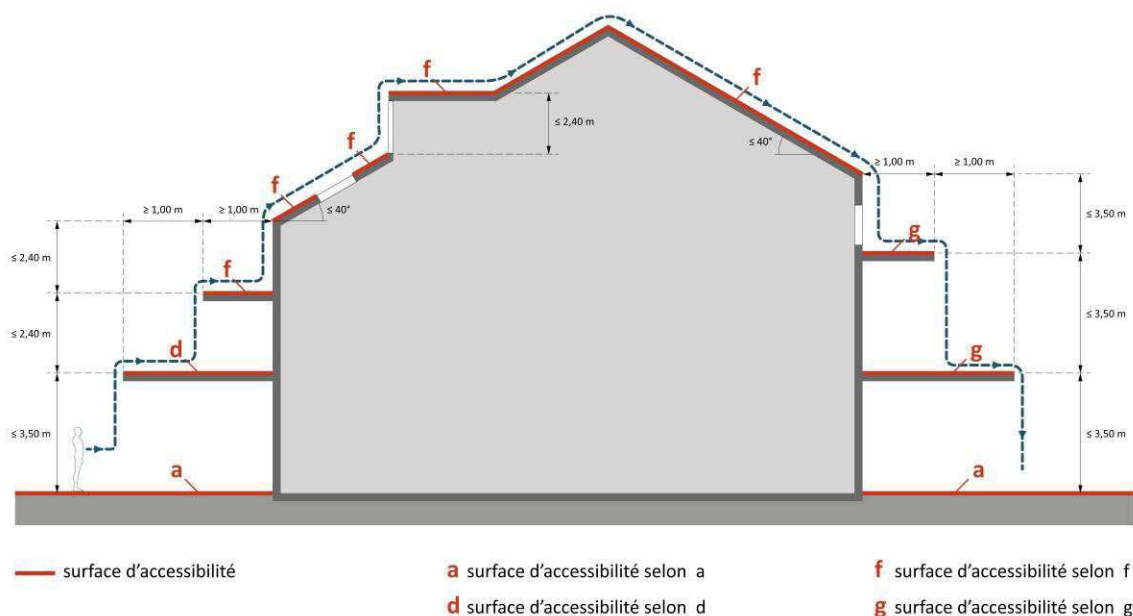 f
≤ 2,40 m
f
≤ 40°
f
f
≤ 40°
≥ 1,00 m
≥ 1,00 m
≥ 1,00 m
≥ 1,00 m
≤ 2,40 m
f
≤ 3,50 m
g
≤ 2,40 m
d
≤ 3,50 m
g
≤ 3,50 m
a
≤ 3,50 m
a
surface d'accessibilité
a surface d'accessibilité selon a
f surface d'accessibilité selon f
d surface d'accessibilité selon d
g surface d'accessibilité selon g